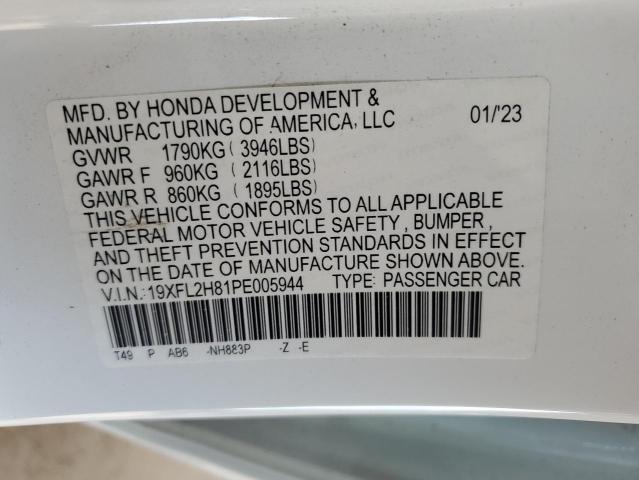 MFD. BY HONDA DEVELOPMENT &
MANUFACTURING OF AMERICA, LLC 01/'23
GVWR 1790KG ( 3946LBS)
GAWR F 960KG ( 2116LBS)
GAWR R 860KG ( 1895LBS)
THIS VEHICLE CONFORMS TO ALL APPLICABLE
FEDERAL MOTOR VEHICLE SAFETY , BUMPER ,
AND THEFT PREVENTION STANDARDS IN EFFECT
ON THE DATE OF MANUFACTURE SHOWN ABOVE.
V.I.N.:19XFL2H81PE005944 TYPE: PASSENGER CAR
T49 P AB6 -NH883P -Z -E